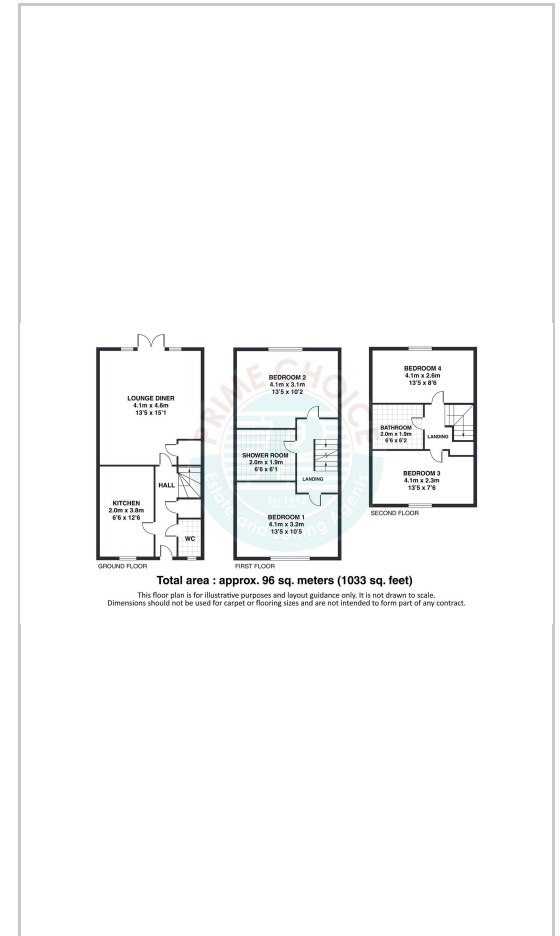 LOUNGE DINER
4.1m x 4.6m
13'5 x 15'1
HALL
KITCHEN
2.0m x 3.8m
6'6 x 12'6
WC
GROUND FLOOR
BEDROOM 2
4.1m x 3.1m
13'5 x 10'2
SHOWER ROOM
2.0m x 1.9m
6'6 x 6'1
LANDING
BEDROOM 1
4.1m x 3.2m
13'5 x 10'5
FIRST FLOOR
BEDROOM 4
4.1m x 2.6m
13'5 x 8'6
BATHROOM
2.0m x 1.9m
6'6 x 6'2
LANDING
BEDROOM 3
4.1m x 2.3m
13'5 x 7'6
SECOND FLOOR
PRIME CHOICE
Estate and Letting Agents
Total area : approx. 96 sq. meters (1033 sq. feet)
This floor plan is for illustrative purposes and layout guidance only. It is not drawn to scale.
Dimensions should not be used for carpet or flooring sizes and are not intended to form part of any contract.